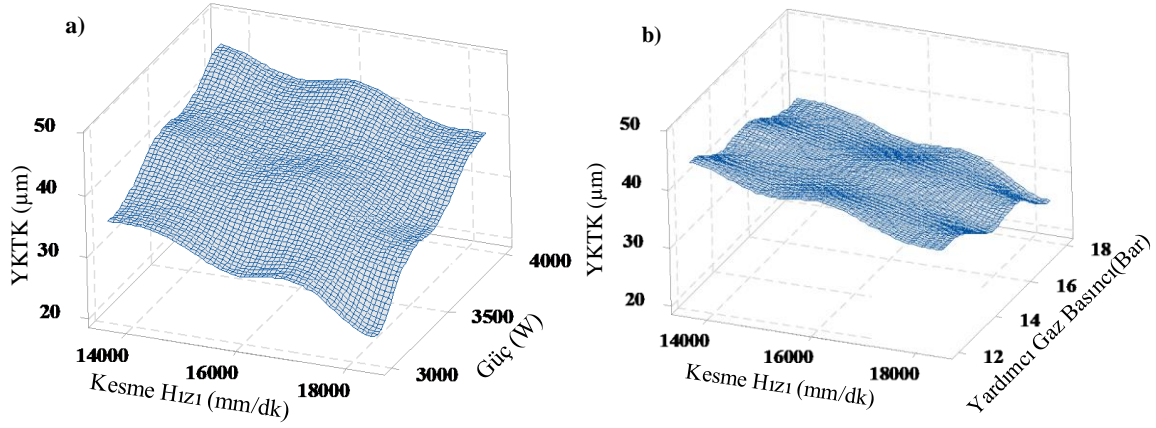 a)
50
40
30
20
YKTK (µm)
14000
16000
18000
Kesme Hızı (mm/dk)
3000
3500
4000
Güç (W)
b)
50
40
30
20
YKTK (µm)
14000
16000
18000
Kesme Hızı (mm/dk)
12
14
16
18
Yardımcı Gaz Basıncı(Bar)